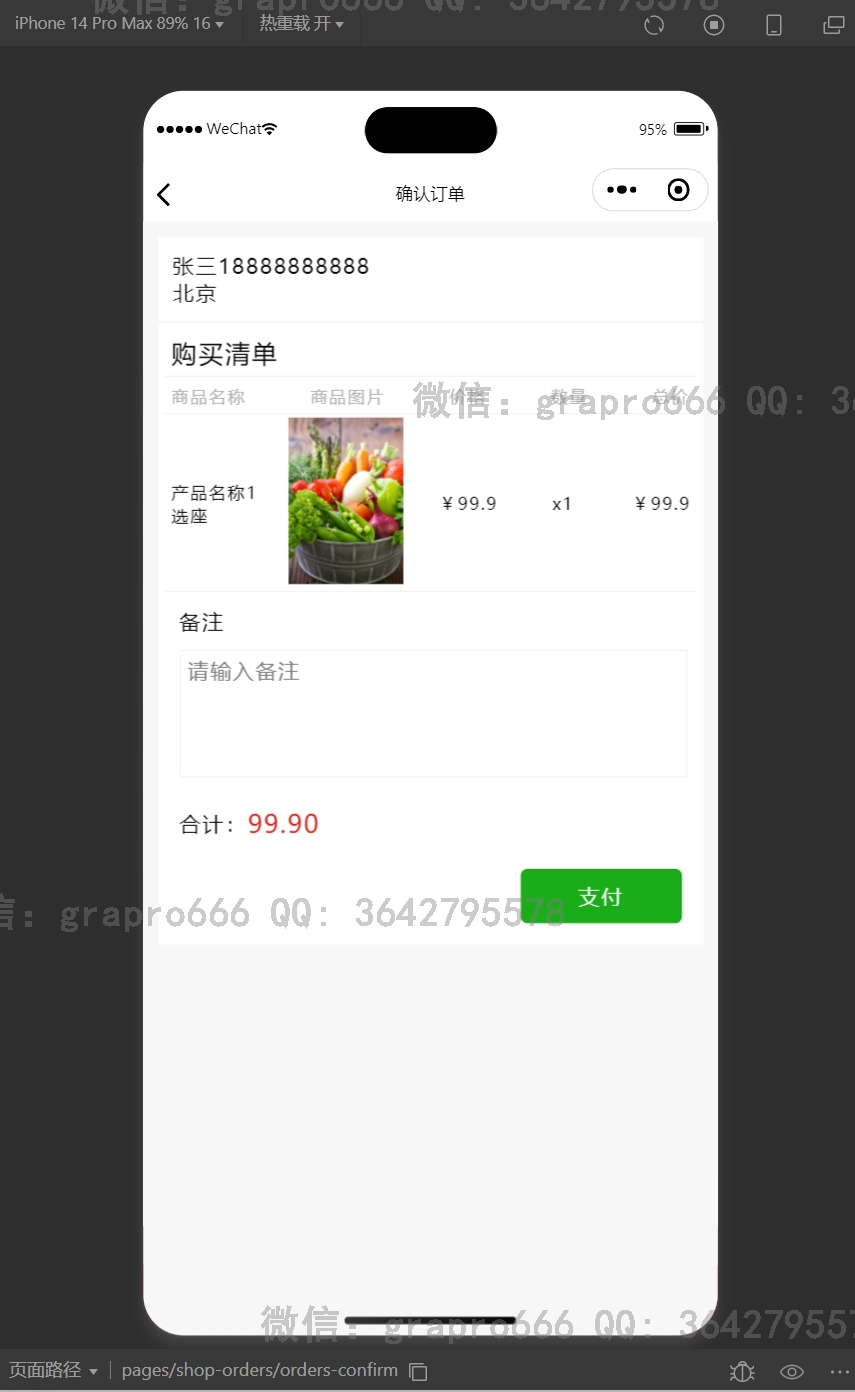 微信: grapro666 QQ: 3642795578
iPhone 14 Pro Max 89% 16
热重载 开
WeChat
95%
确认订单
张三18888888888
北京
购买清单
商品名称 商品图片 价格 数量 总价
微信: grapro666 QQ: 3
产品名称1
选座
¥99.9 x1 ¥99.9
备注
请输入备注
合计: 99.90
支付
信: grapro666 QQ: 3642795578
微信: grapro666 QQ: 364279557
页面路径 pages/shop-orders/orders-confirm